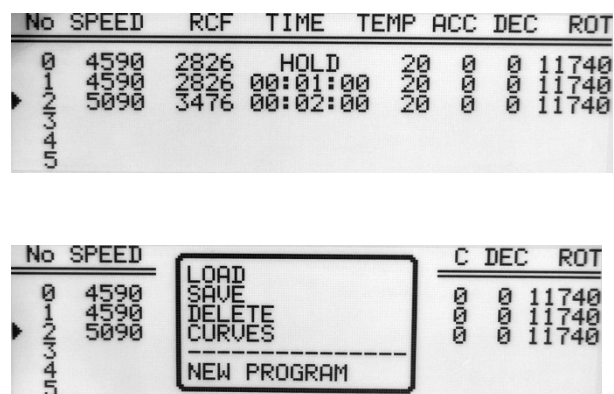 No SPEED RCF TIME TEMP ACC DEC ROT
0 4590 2826 HOLD 20 0 0 11740
1 4590 2826 00:01:00 20 0 0 11740
2 5090 3476 00:02:00 20 0 0 11740
3
4
5
No SPEED C DEC ROT
0 4590 0 0 11740
1 4590 0 0 11740
2 5090 0 0 11740
3
4
5
LOAD
SAVE
DELETE
CURVES
NEW PROGRAM